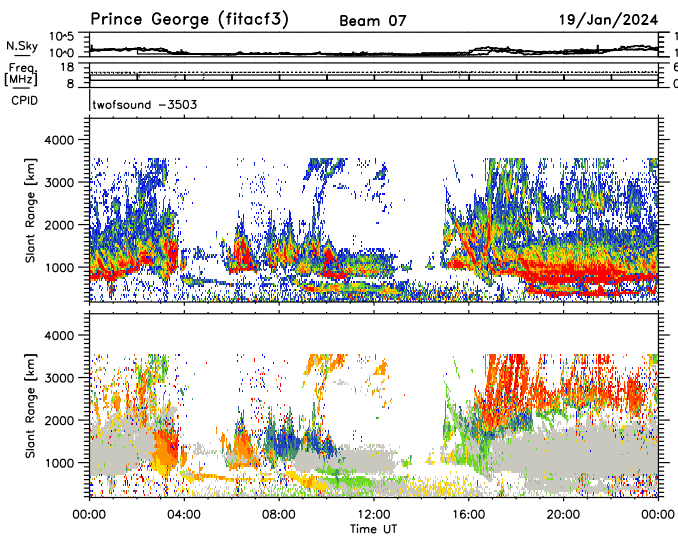 Prince George (fitacf3) Beam 07 19/Jan/2024
N.Sky 10^5 10^0
Freq. [MHz] 18 8
CPID twofsound -3503
Slant Range [km] 4000 3000 2000 1000
Slant Range [km] 4000 3000 2000 1000
00:00 04:00 08:00 12:00 16:00 20:00 00:00
Time UT